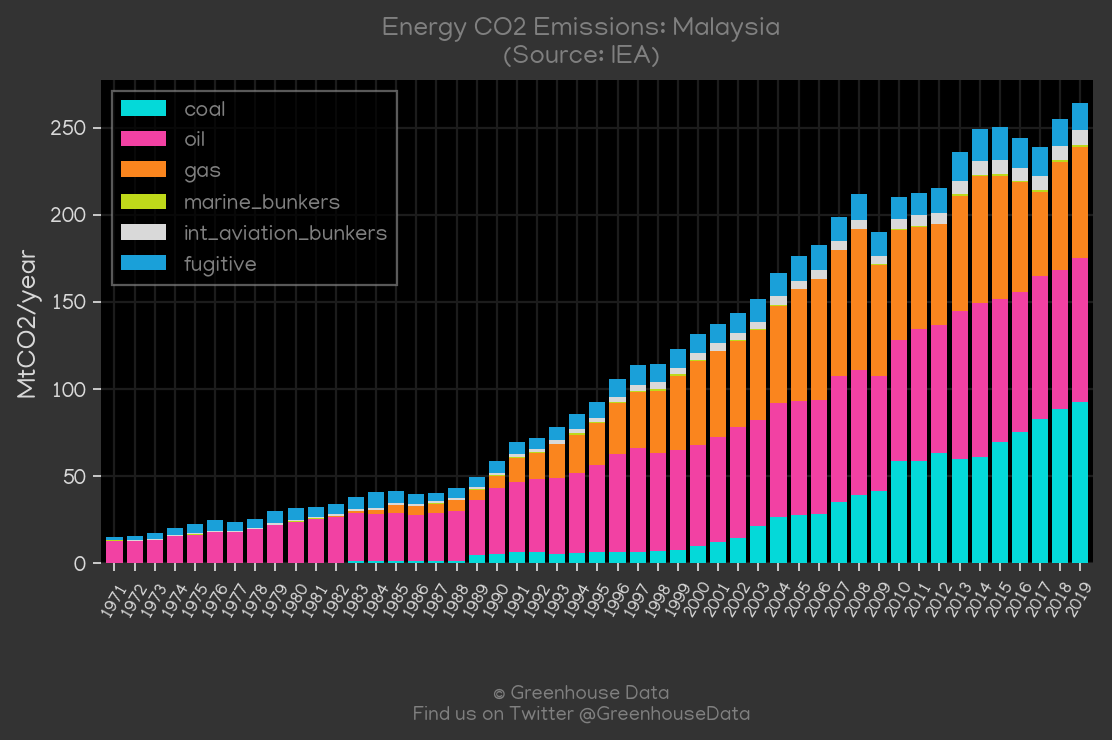 Energy CO2 Emissions: Malaysia
(Source: IEA)
coal
oil
gas
marine_bunkers
int_aviation_bunkers
fugitive
MtCO2/year
250
200
150
100
50
0
1971 1972 1973 1974 1975 1976 1977 1978 1979 1980 1981 1982 1983 1984 1985 1986 1987 1988 1989 1990 1991 1992 1993 1994 1995 1996 1997 1998 1999 2000 2001 2002 2003 2004 2005 2006 2007 2008 2009 2010 2011 2012 2013 2014 2015 2016 2017 2018 2019
© Greenhouse Data
Find us on Twitter @GreenhouseData